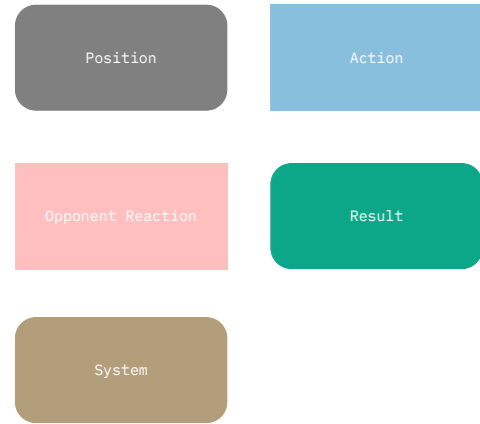 Position
Action
Opponent Reaction
Result
System